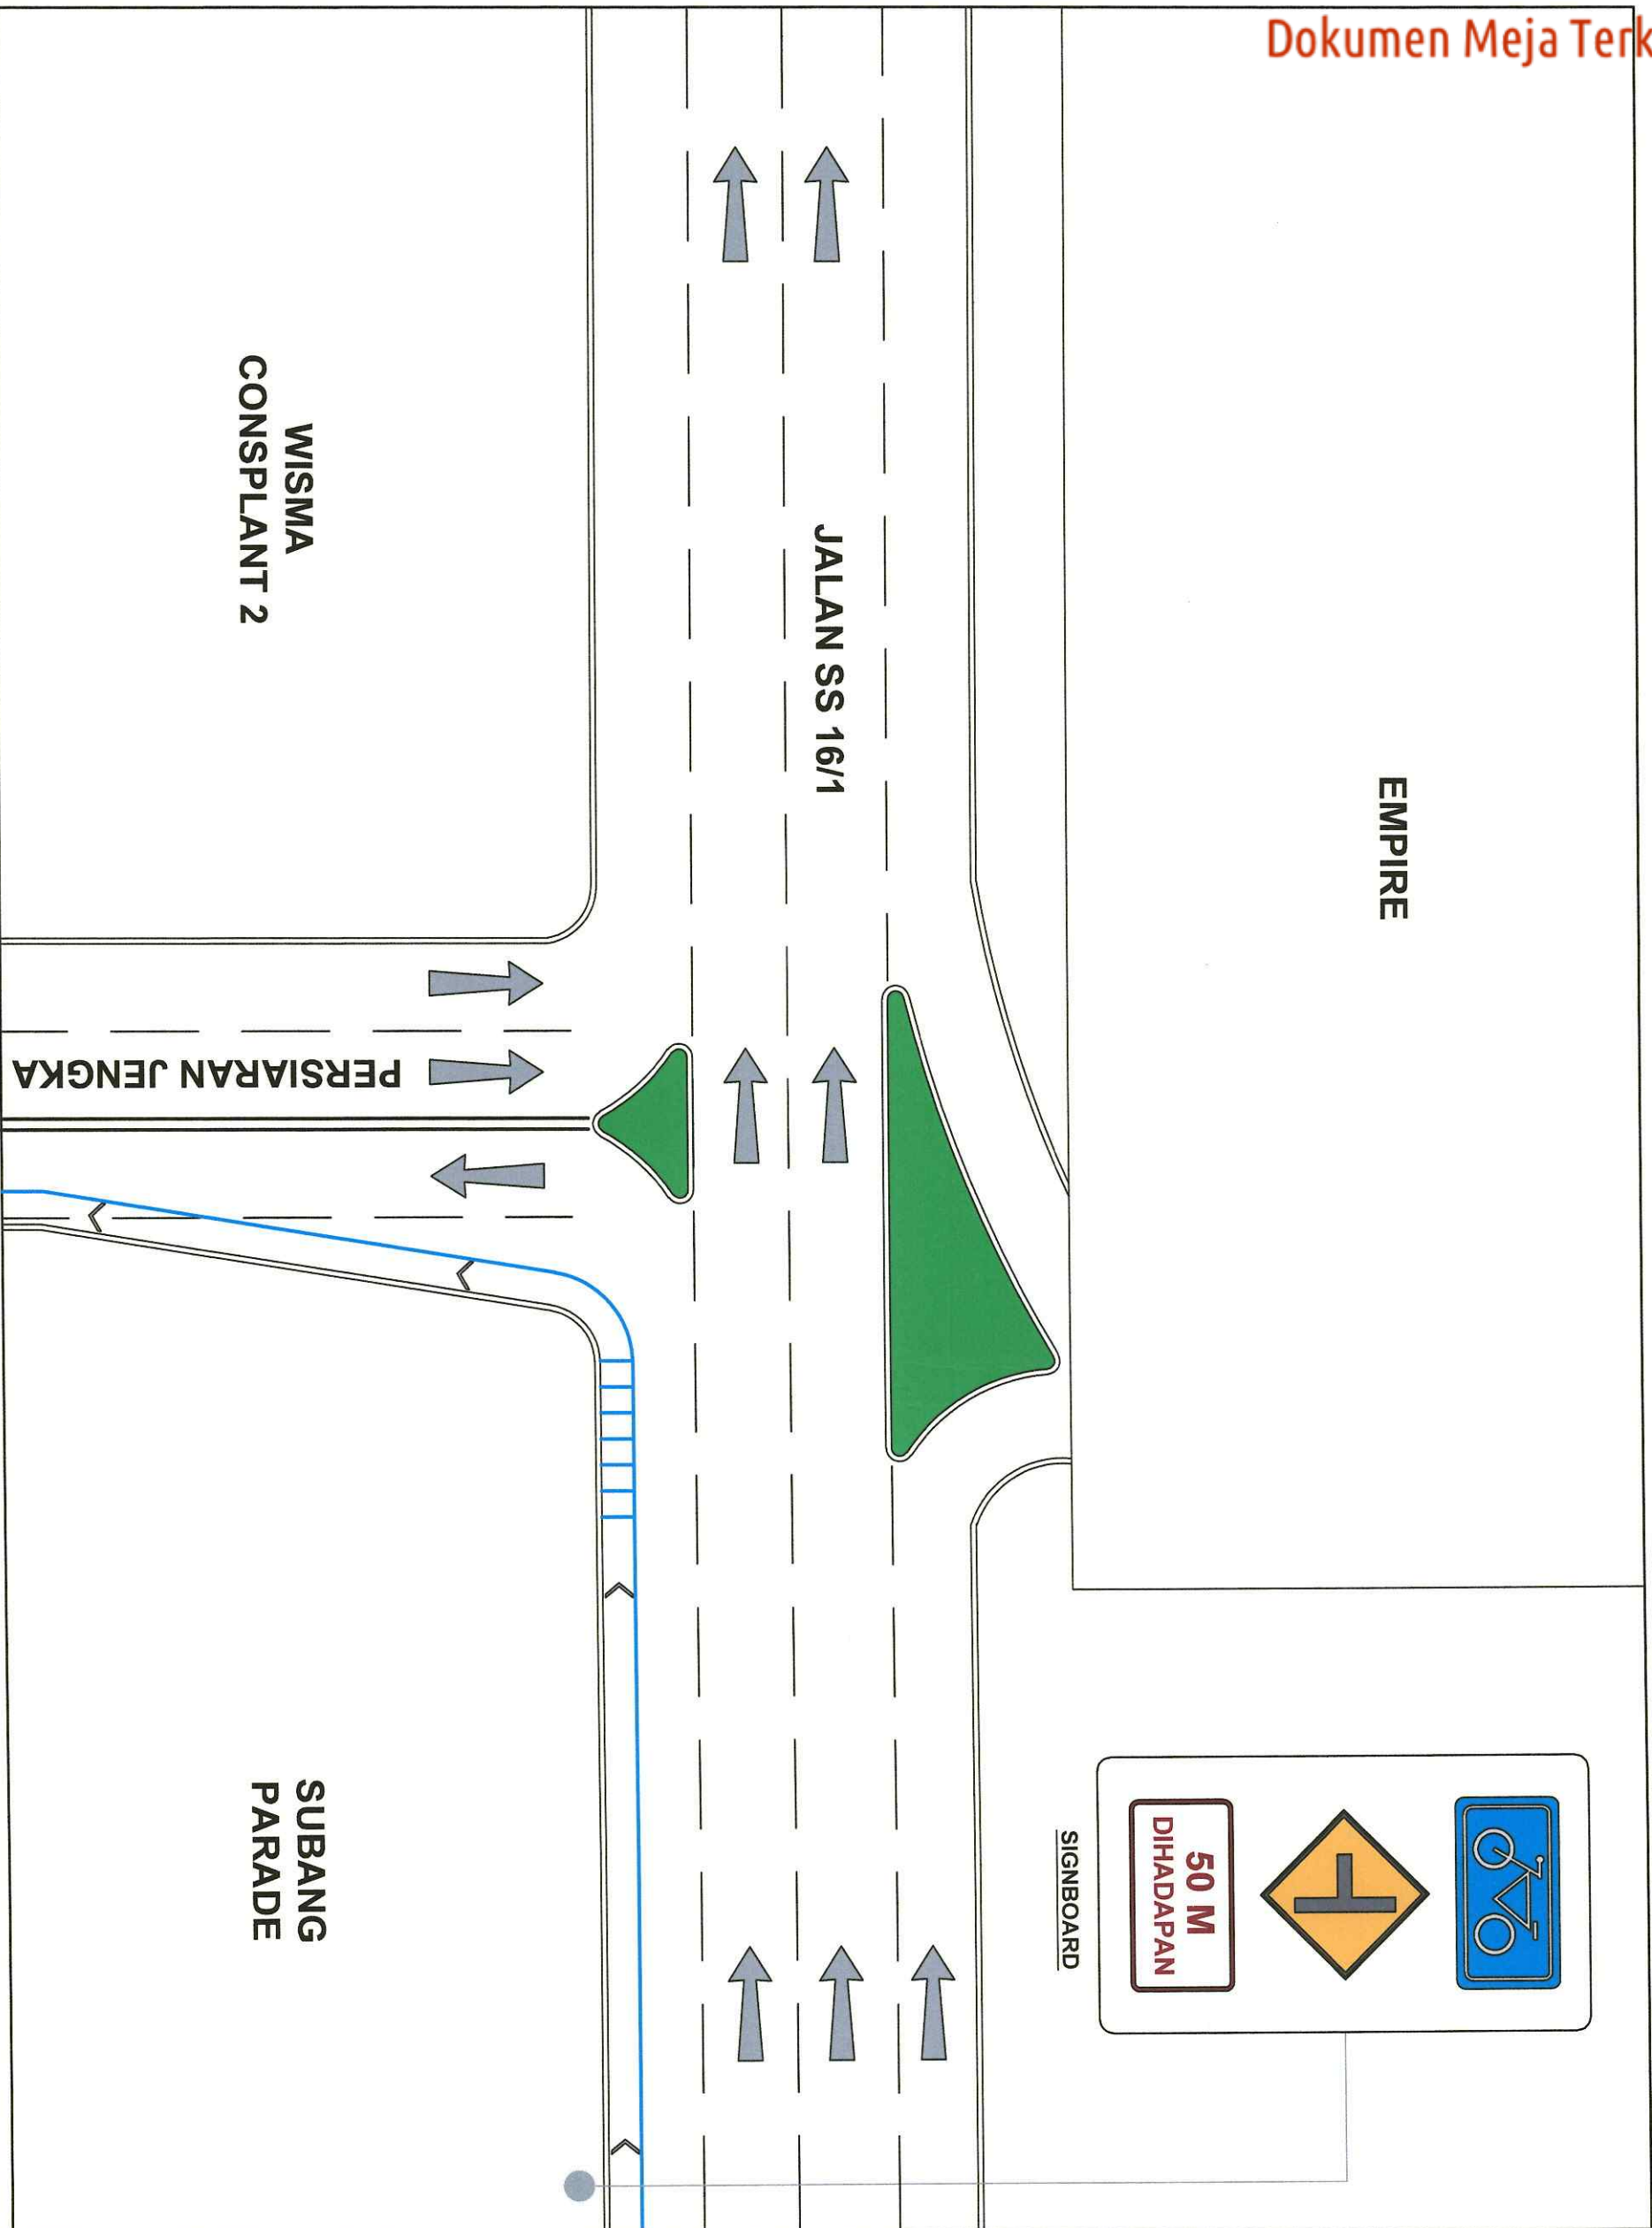 Dokumen Meja Terk
WISMA
CONSPLANT 2
JALAN SS 16/1
EMPIRE
PERSIARAN JENGKA
SUBANG
PARADE
50 M
DIHADAPAN
SIGNBOARD